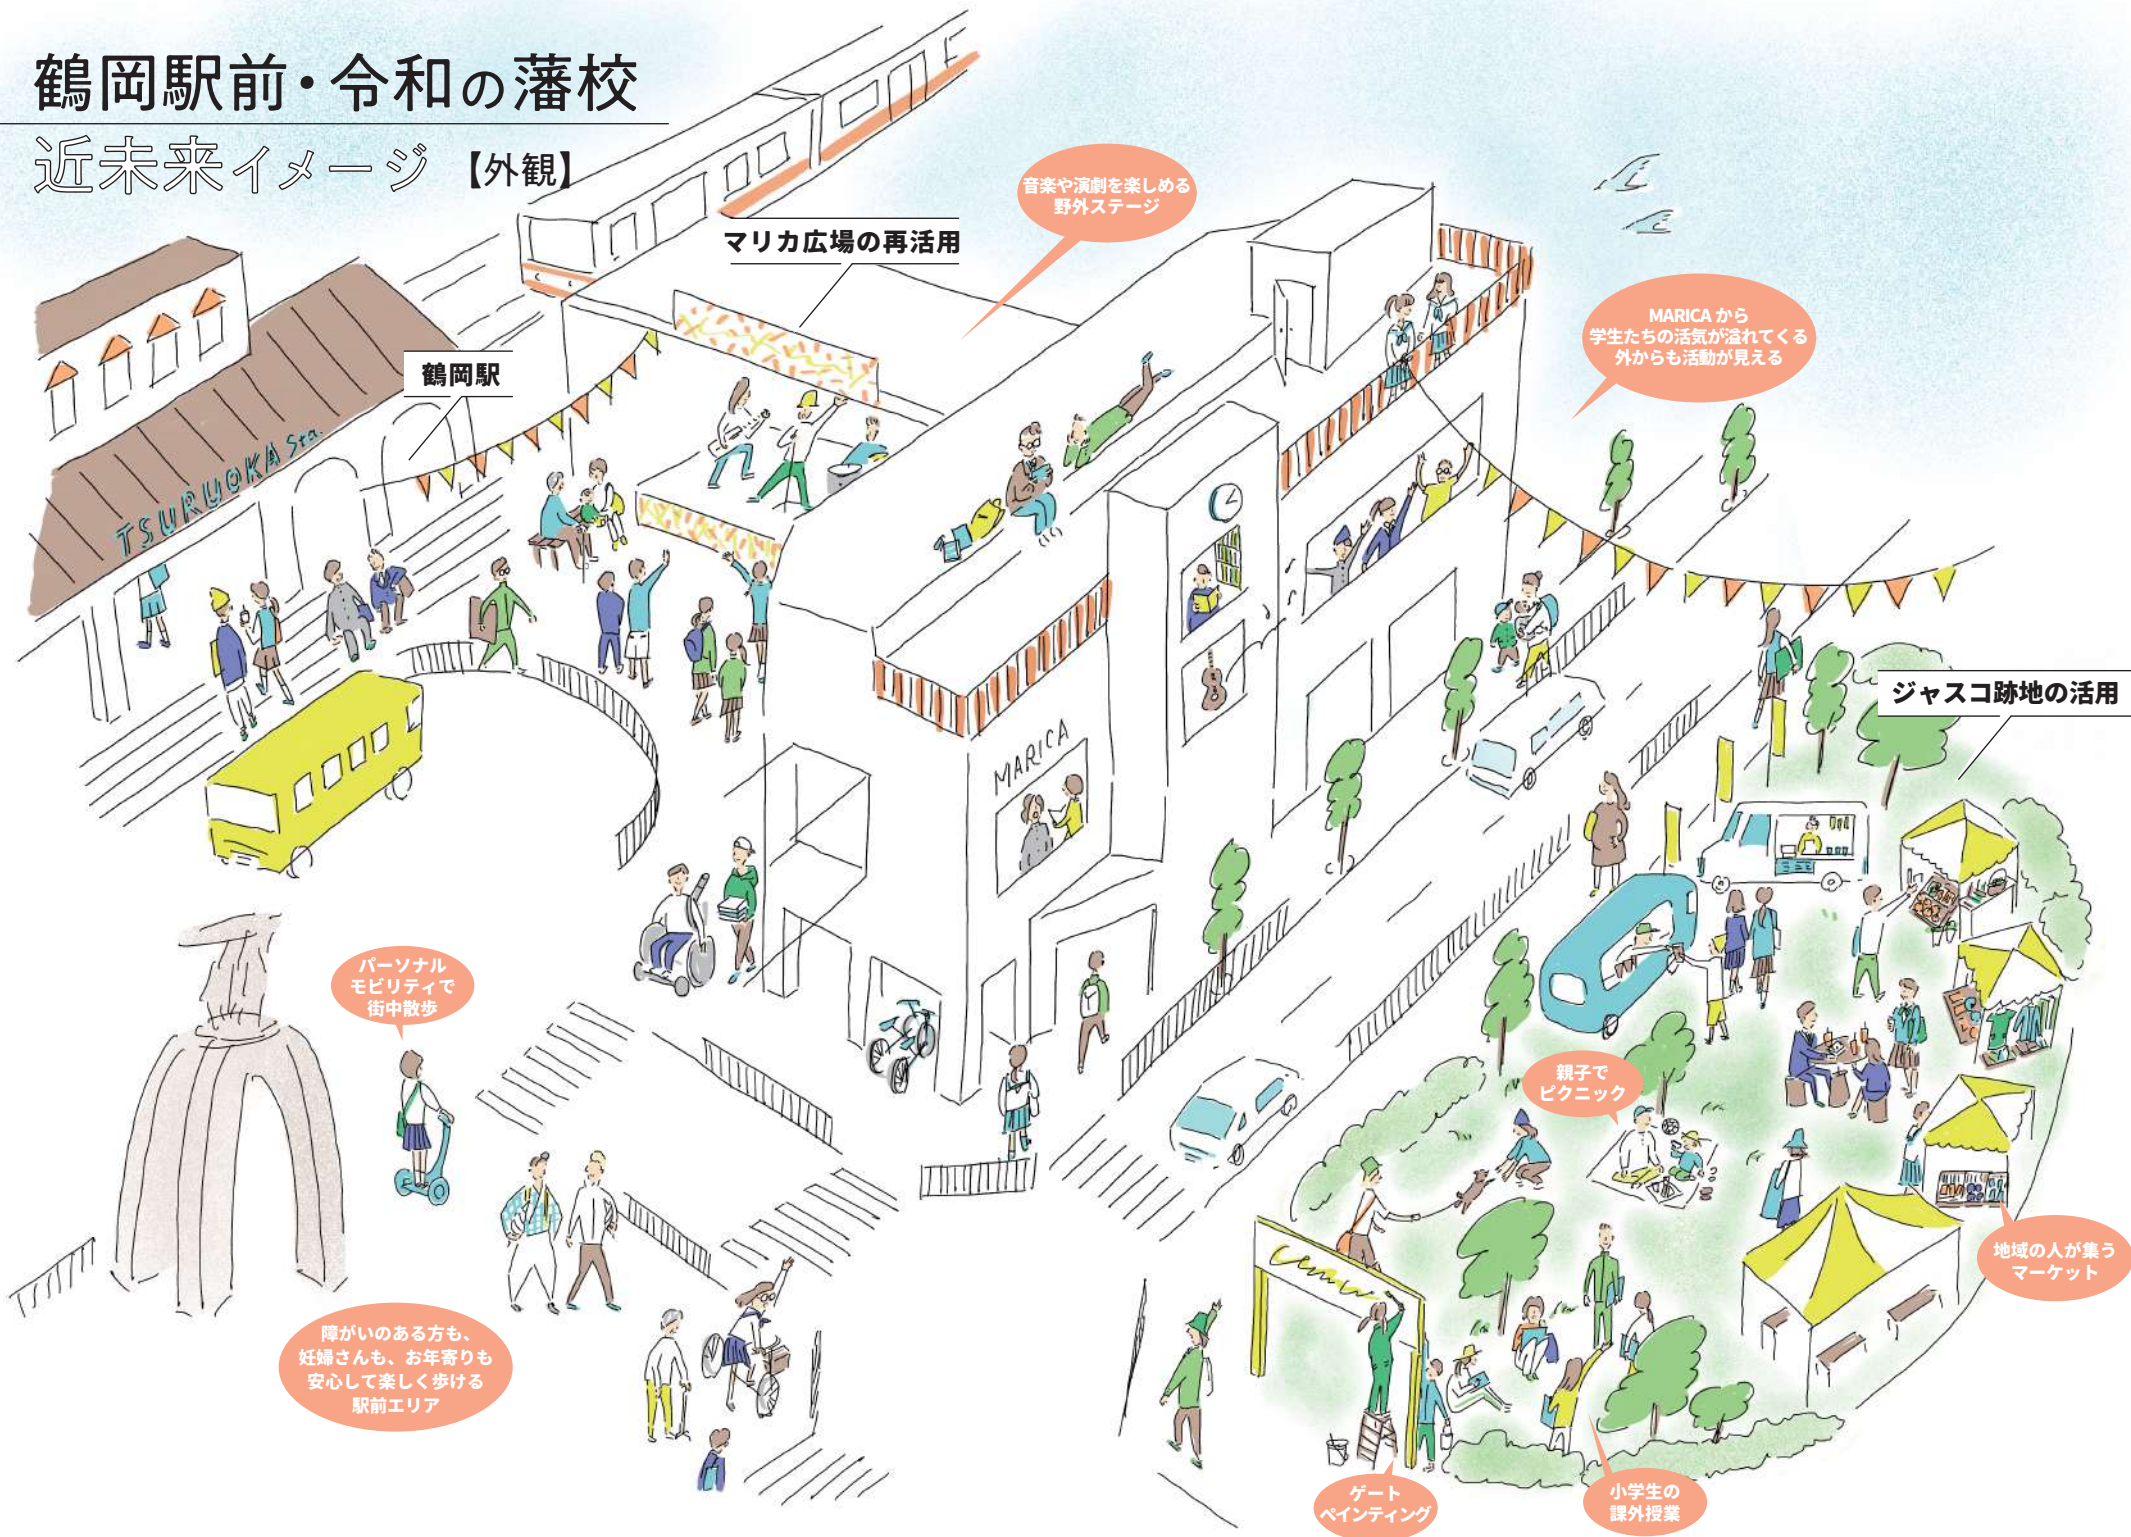 鶴岡駅前・令和の藩校
近未来イメージ【外観】
マリカ広場の再活用
音楽や演劇を楽しめる
野外ステージ
MARICA から
学生たちの活気が溢れてくる
外からも活動が見える
鶴岡駅
TSURUOKA Sta.
ジャスコ跡地の活用
MARICA
パーソナル
モビリティで
街中散歩
親子で
ピクニック
地域の人が集う
マーケット
障がいのある方も、
妊婦さんも、お年寄りも
安心して楽しく歩ける
駅前エリア
ゲート
ペインティング
小学生の
課外授業